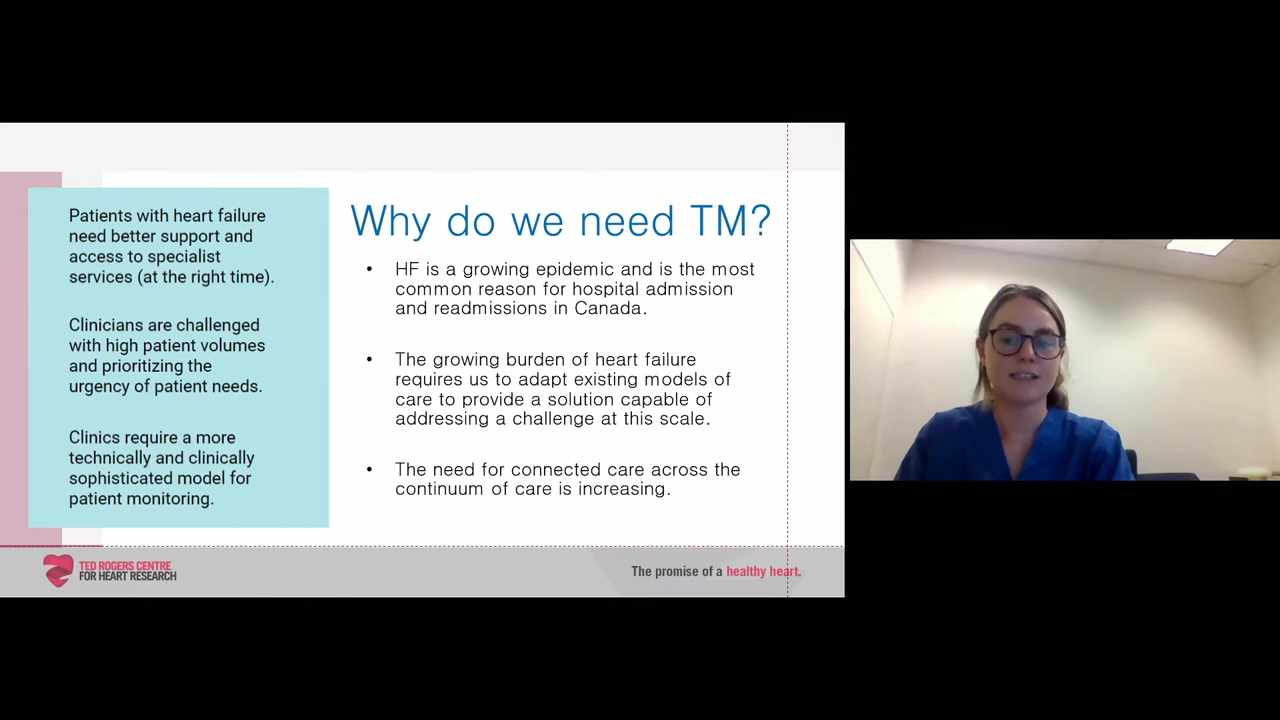 Patients with heart failure
need better support and
access to specialist
services (at the right time).
Clinicians are challenged
with high patient volumes
and prioritizing the
urgency of patient needs.
Clinics require a more
technically and clinically
sophisticated model for
patient monitoring.
Why do we need TM?
• HF is a growing epidemic and is the most
common reason for hospital admission
and readmissions in Canada.
• The growing burden of heart failure
requires us to adapt existing models of
care to provide a solution capable of
addressing a challenge at this scale.
• The need for connected care across the
continuum of care is increasing.
TED ROGERS CENTRE
FOR HEART RESEARCH
The promise of a healthy heart.